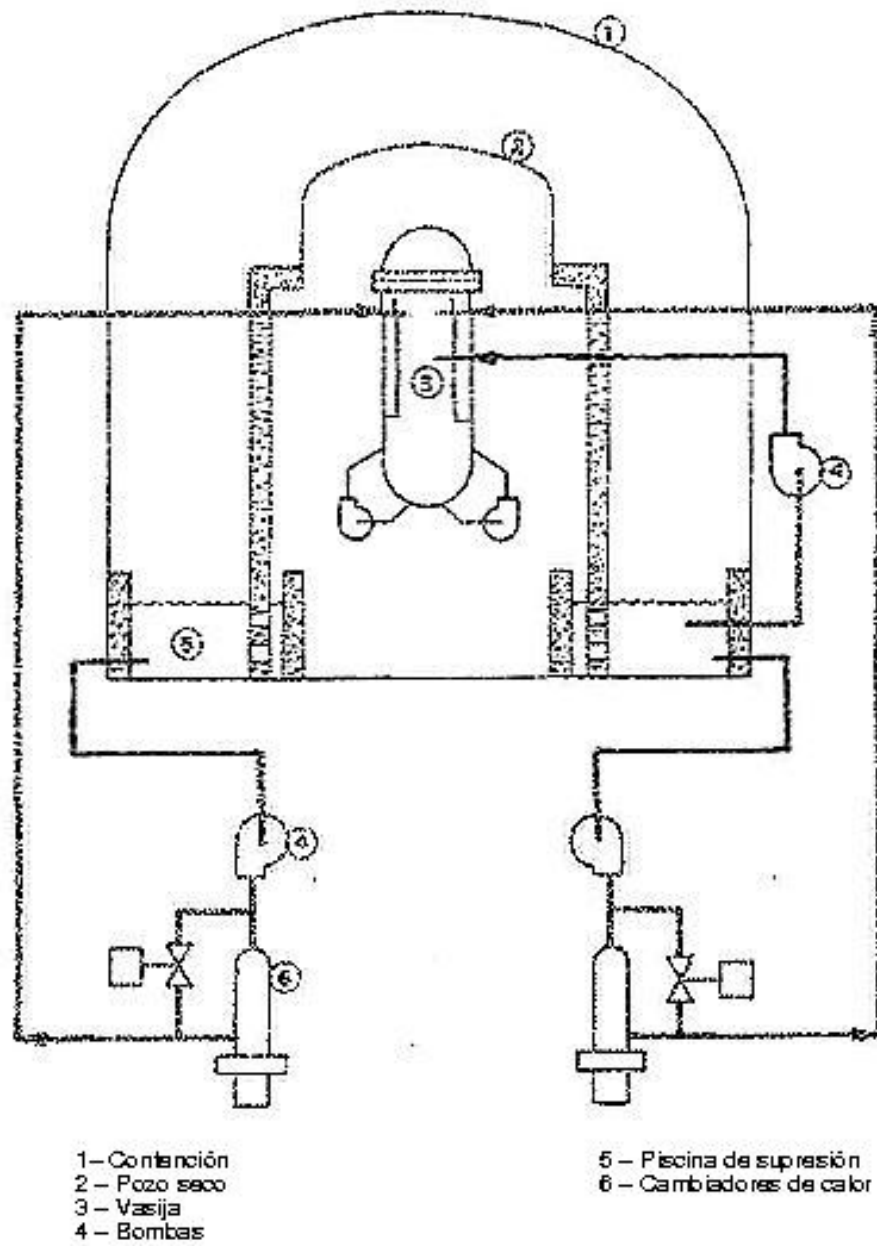 1
2
3
4
5
4
6
1 – Contención
2 – Pozo seco
3 – Vasija
4 – Bombas
5 – Piscina de supresión
6 – Cambiadores de calor